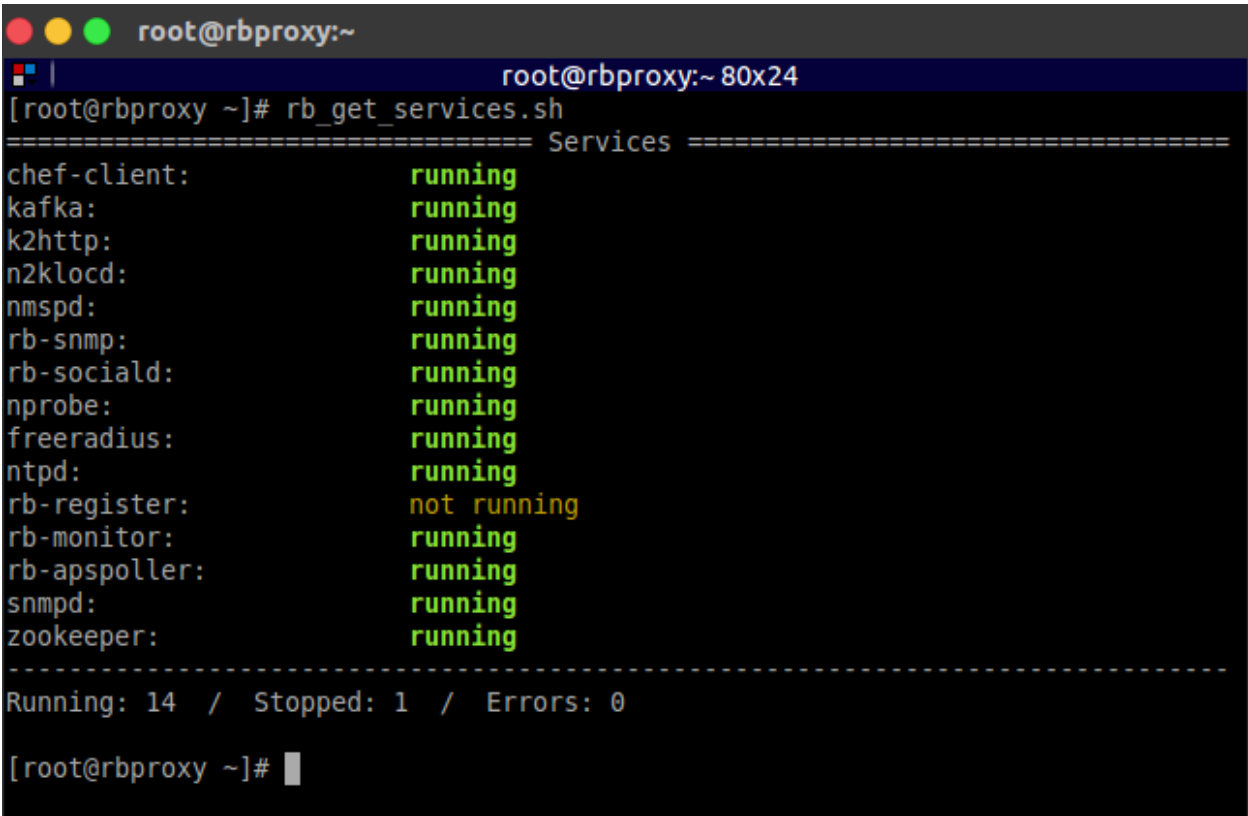 root@rbproxy:~
root@rbproxy:~ 80x24
[root@rbproxy ~]# rb_get_services.sh
================================== Services ===================================
chef-client: running
kafka: running
k2http: running
n2klocd: running
nmspd: running
rb-snmp: running
rb-sociald: running
nprobe: running
freeradius: running
ntpd: running
rb-register: not running
rb-monitor: running
rb-apspoller: running
snmpd: running
zookeeper: running
-------------------------------------------------------------------------------
Running: 14 / Stopped: 1 / Errors: 0
[root@rbproxy ~]#